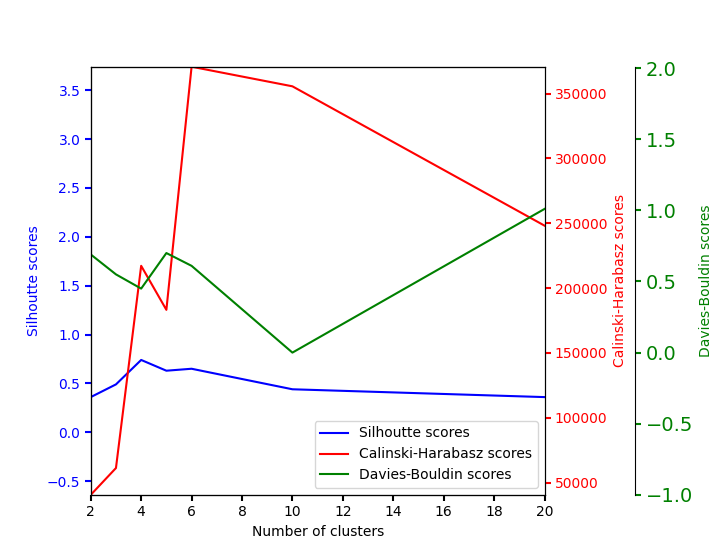 3.5
3.0
2.5
2.0
1.5
1.0
0.5
0.0
−0.5
Silhoutte scores
350000
300000
250000
200000
150000
100000
50000
Calinski-Harabasz scores
2.0
1.5
1.0
0.5
0.0
−0.5
−1.0
Davies-Bouldin scores
Silhoutte scores
Calinski-Harabasz scores
Davies-Bouldin scores
2 4 6 8 10 12 14 16 18 20
Number of clusters